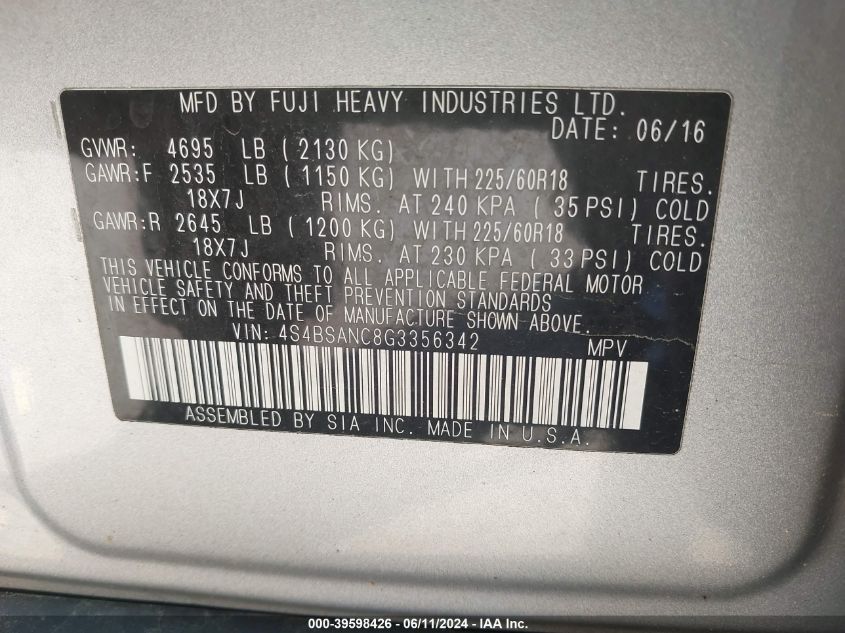 MFD BY FUJI HEAVY INDUSTRIES LTD.
DATE: 06/16
GVWR: 4695 LB ( 2130 KG)
GAWR:F 2535 LB ( 1150 KG) WITH 225/60R18 TIRES.
18X7J RIMS. AT 240 KPA ( 35 PSI) COLD
GAWR:R 2645 LB ( 1200 KG) WITH 225/60R18 TIRES.
18X7J RIMS. AT 230 KPA ( 33 PSI) COLD
THIS VEHICLE CONFORMS TO ALL APPLICABLE FEDERAL MOTOR
VEHICLE SAFETY AND THEFT PREVENTION STANDARDS
IN EFFECT ON THE DATE OF MANUFACTURE SHOWN ABOVE.
VIN: 4S4BSANC8G3356342 MPV
ASSEMBLED BY SIA INC. MADE IN U.S.A.
000-39598426 - 06/11/2024 - IAA Inc.